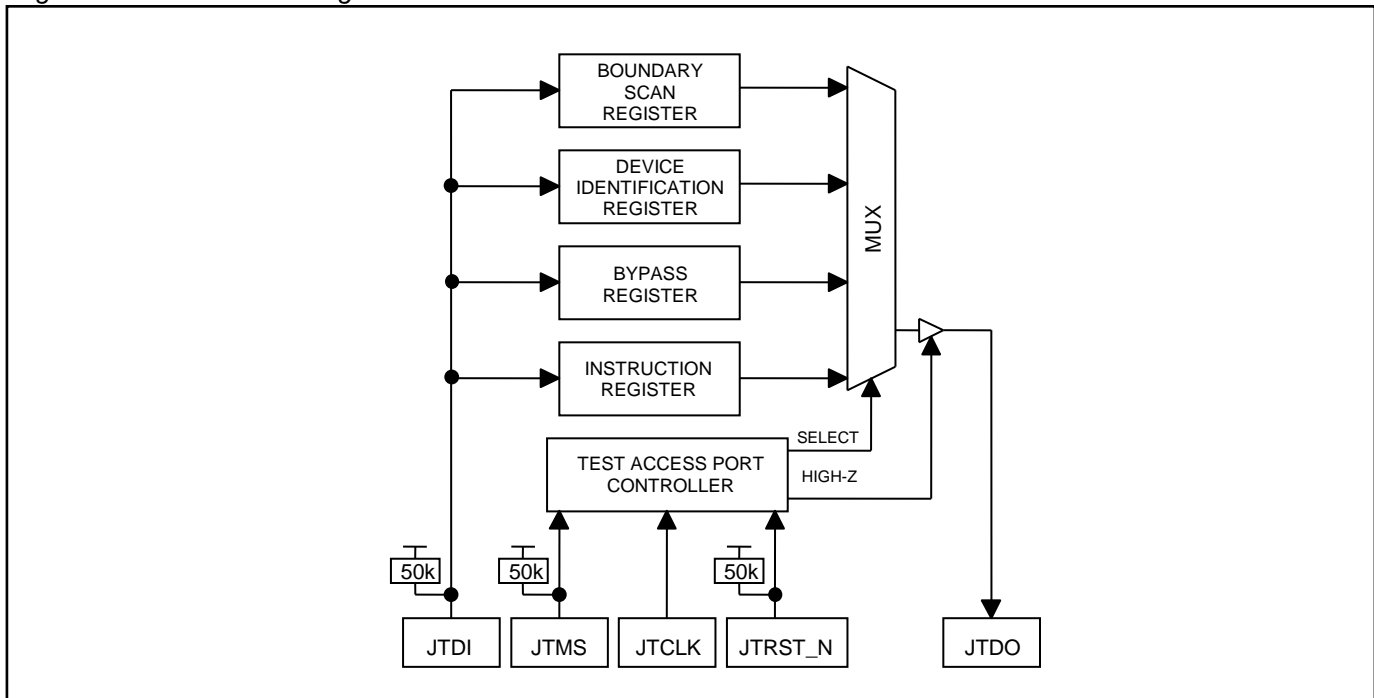 BOUNDARY
SCAN
REGISTER
DEVICE
IDENTIFICATION
REGISTER
BYPASS
REGISTER
INSTRUCTION
REGISTER
MUX
SELECT
HIGH-Z
TEST ACCESS PORT
CONTROLLER
50k
50k
50k
JTDI
JTMS
JTCLK
JTRST_N
JTDO